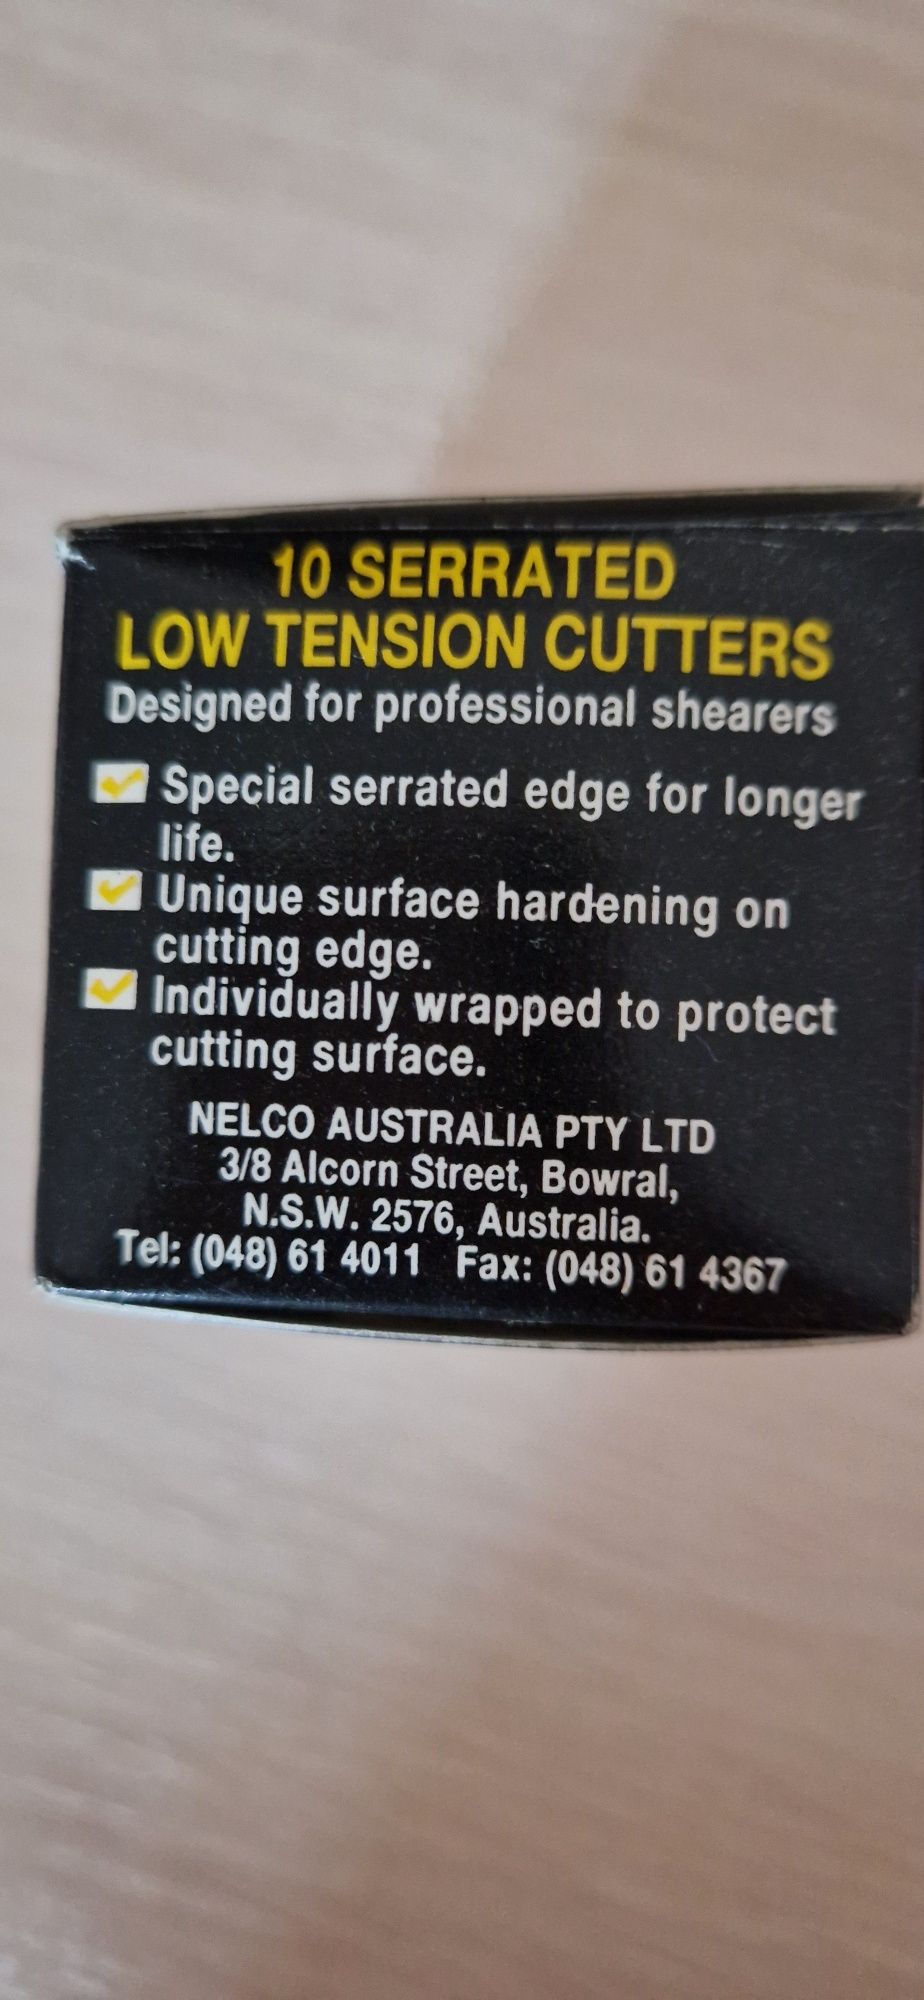 10 SERRATED
LOW TENSION CUTTERS
Designed for professional shearers
Special serrated edge for longer
life.
Unique surface hardening on
cutting edge.
Individually wrapped to protect
cutting surface.
NELCO AUSTRALIA PTY LTD
3/8 Alcorn Street, Bowral,
N.S.W. 2576, Australia.
Tel: (048) 61 4011 Fax: (048) 61 4367